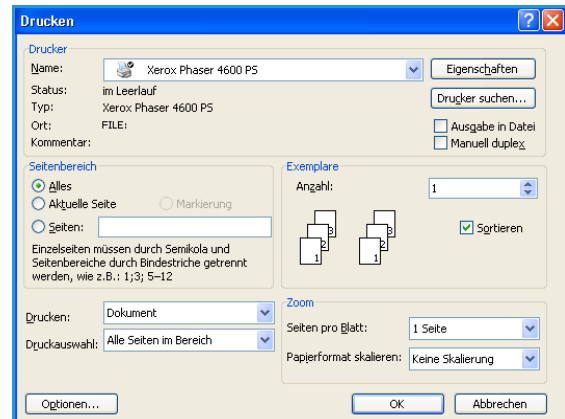 Drucken
Drucker
Name: Xerox Phaser 4600 PS Eigenschaften
Status: im Leerlauf
Typ: Xerox Phaser 4600 PS Drucker suchen...
Ort: FILE: Ausgabe in Datei
Kommentar: Manuell duplex
Seitenbereich
Alles
Aktuelle Seite Markierung
Seiten:
Einzelseiten müssen durch Semikola und
Seitenbereiche durch Bindestriche getrennt
werden, wie z.B.: 1;3; 5–12
Exemplare
Anzahl: 1
3 3
2 2
1 1
Sortieren
Drucken: Dokument
Druckauswahl: Alle Seiten im Bereich
Zoom
Seiten pro Blatt: 1 Seite
Papierformat skalieren: Keine Skalierung
Optionen... OK Abbrechen